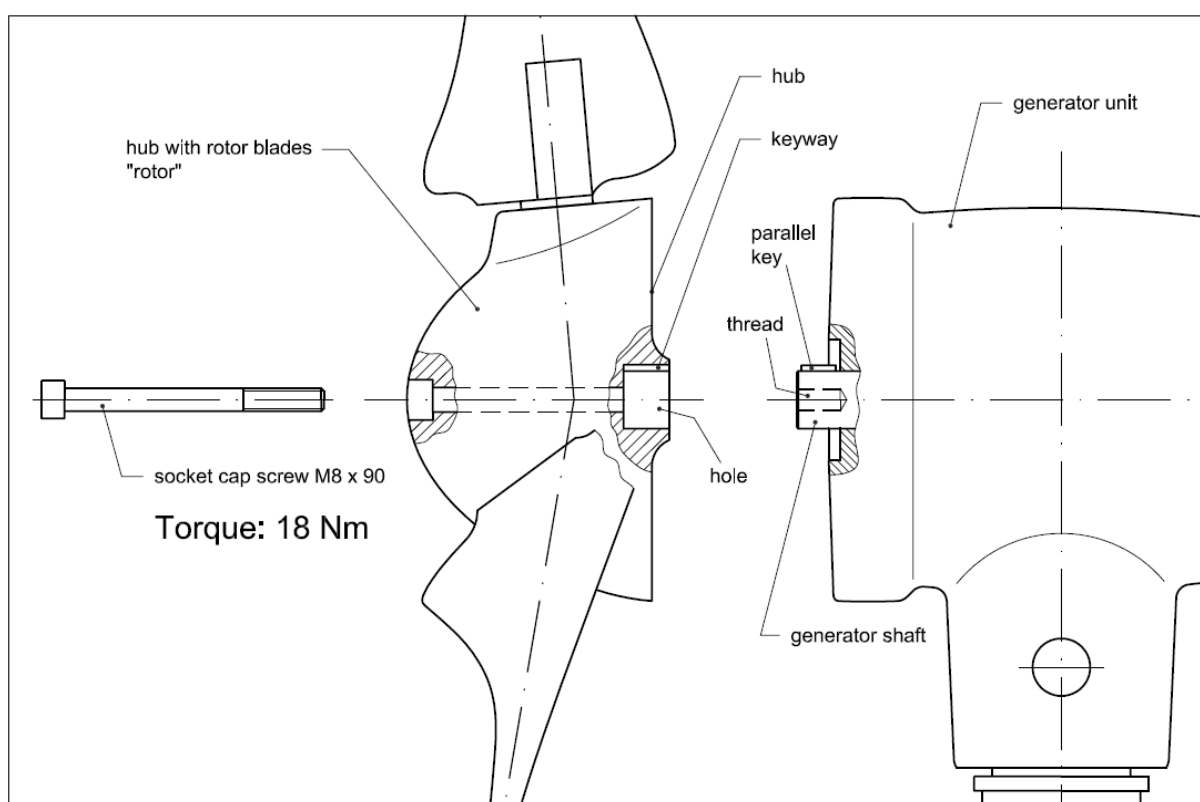 hub
generator unit
hub with rotor blades
"rotor"
keyway
parallel
key
thread
socket cap screw M8 x 90
hole
Torque: 18 Nm
generator shaft